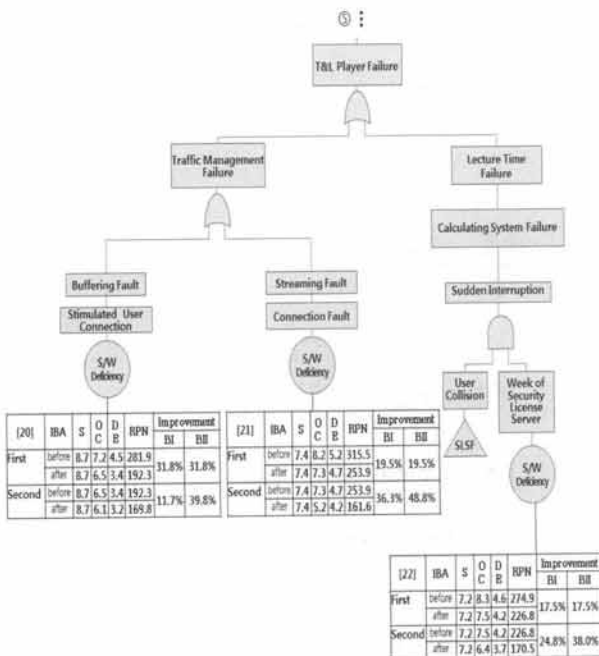 ⑤ ⋮
T&L Player Failure
Traffic Management
Failure
Lecture Time
Failure
Calculating System Failure
Buffering Fault
Streaming Fault
Sudden Interruption
Stimulated User
Connection
Connection Fault
S/W
Deficiency
S/W
Deficiency
User
Collision
Week of
Security
License
Server
SLSF
S/W
Deficiency
[20] IBA S OC DE RPN Improvement
BI BII
First before 8.7 7.2 4.5 281.9 31.8% 31.8%
after 8.7 6.5 3.4 192.3
Second before 8.7 6.5 3.4 192.3 11.7% 39.8%
after 8.7 6.1 3.2 169.8
[21] IBA S OC DE RPN Improvement
BI BII
First before 7.4 8.2 5.2 315.5 19.5% 19.5%
after 7.4 7.3 4.7 253.9
Second before 7.4 7.3 4.7 253.9 36.3% 48.8%
after 7.4 5.2 4.2 161.6
[22] IBA S OC DE RPN Improvement
BI BII
First before 7.2 8.3 4.6 274.9 17.5% 17.5%
after 7.2 7.5 4.2 226.8
Second before 7.2 7.5 4.2 226.8 24.8% 38.0%
after 7.2 6.4 3.7 170.5